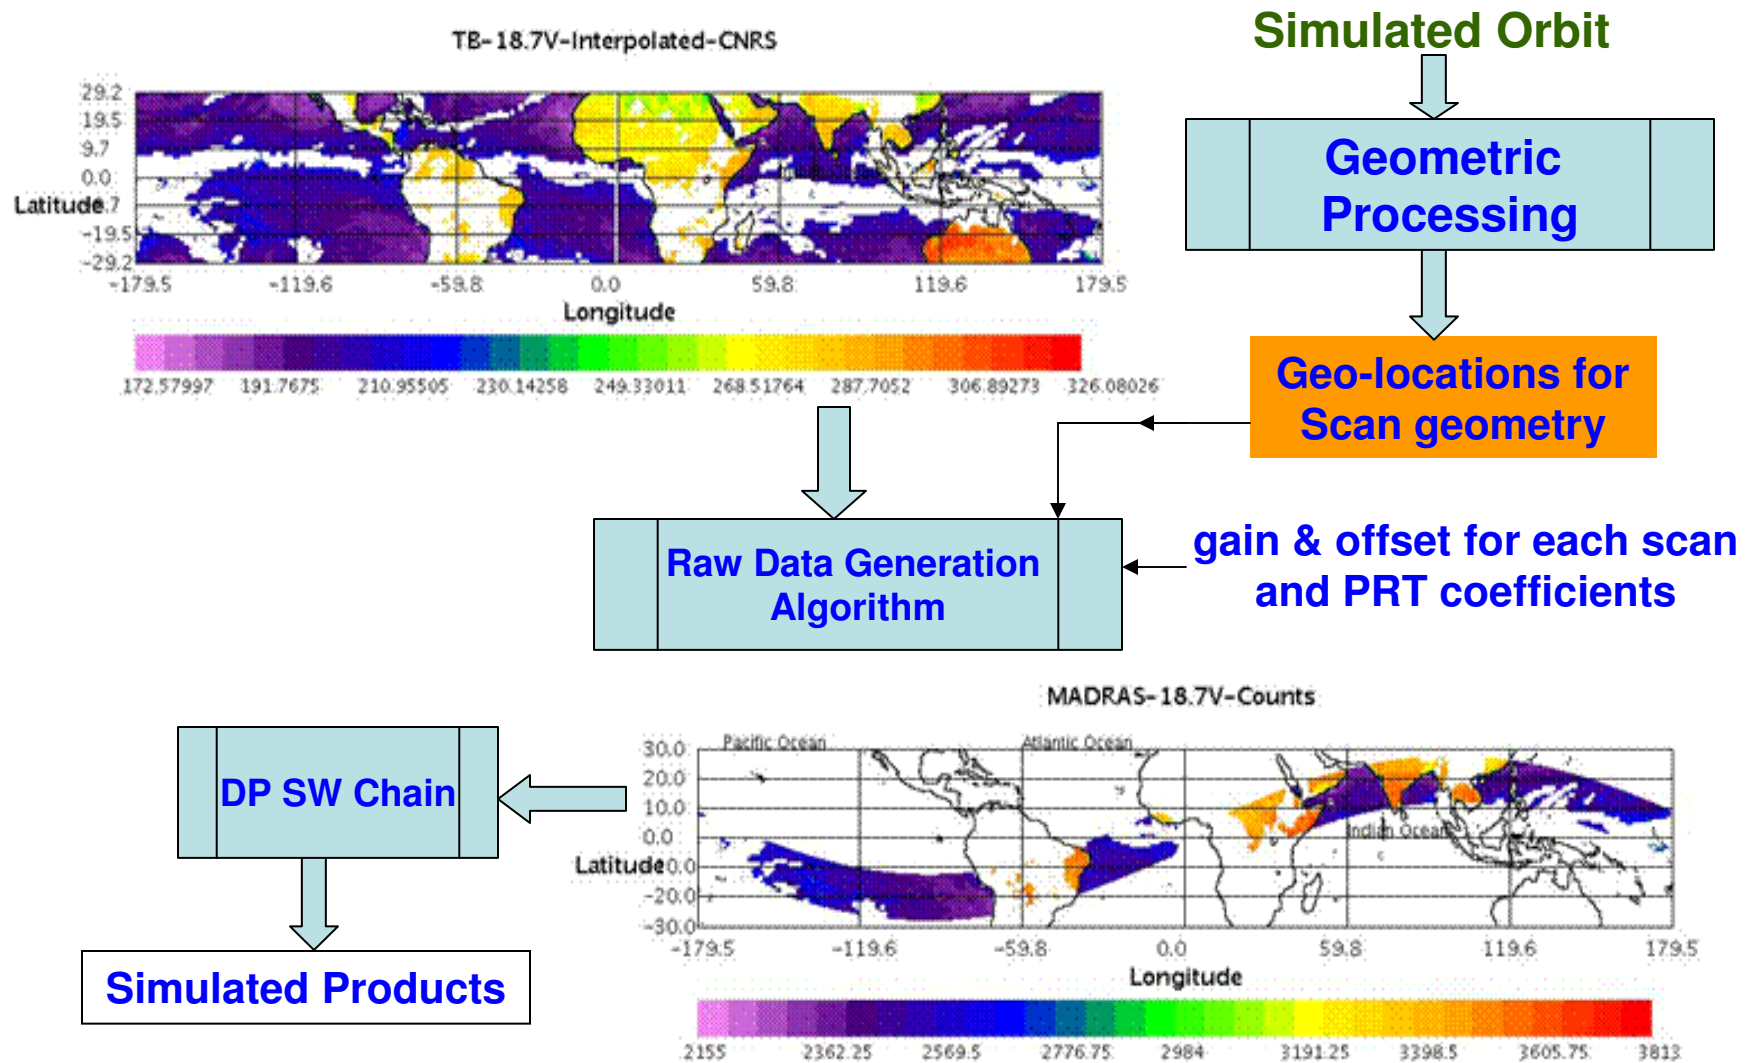 TB-18.7V-Interpolated-CNRS
29.2
19.5
9.7
0.0
Latitude
-19.5
-29.2
-179.5 -119.6 -59.8 0.0 59.8 119.6 179.5
Longitude
172.57997 191.7675 210.95505 230.14258 249.33011 268.51764 287.7052 306.89273 326.08026
Simulated Orbit
Geometric
Processing
Geo-locations for
Scan geometry
gain & offset for each scan
and PRT coefficients
Raw Data Generation
Algorithm
MADRAS-18.7V-Counts
Pacific Ocean Atlantic Ocean
Indian Ocean
30.0
20.0
10.0
0.0
Latitude
-20.0
-30.0
-179.5 -119.6 -59.8 0.0 59.8 119.6 179.5
Longitude
2155 2362.25 2569.5 2776.75 2984 3191.25 3398.5 3605.75 3813
DP SW Chain
Simulated Products